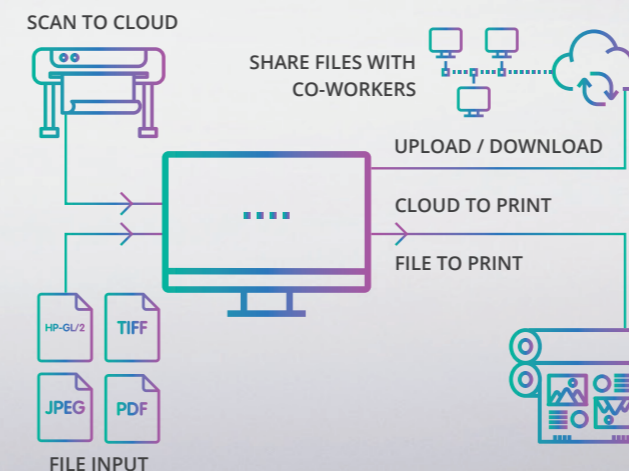 SCAN TO CLOUD
SHARE FILES WITH
CO-WORKERS
UPLOAD / DOWNLOAD
CLOUD TO PRINT
FILE TO PRINT
HP-GL/2
TIFF
JPEG
PDF
FILE INPUT